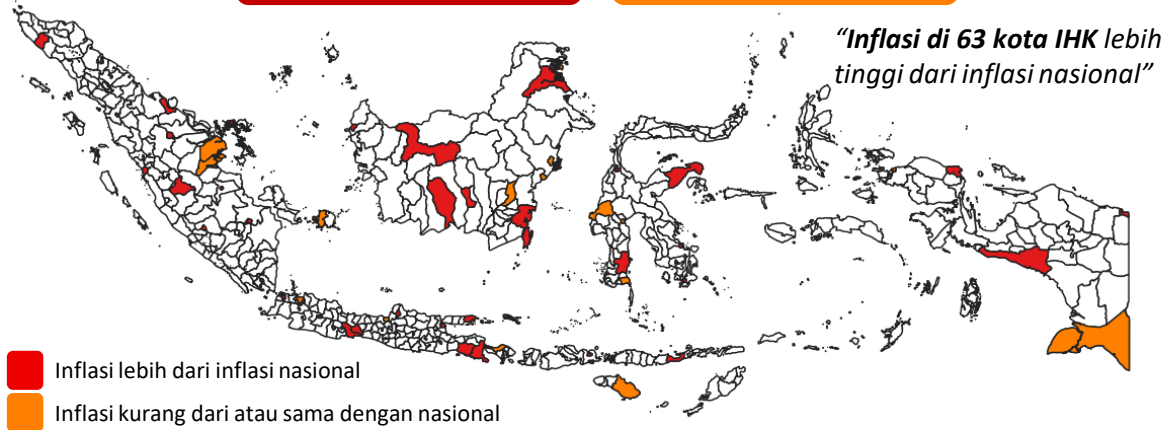 “Inflasi di 63 kota IHK lebih
tinggi dari inflasi nasional”
Inflasi lebih dari inflasi nasional
Inflasi kurang dari atau sama dengan nasional